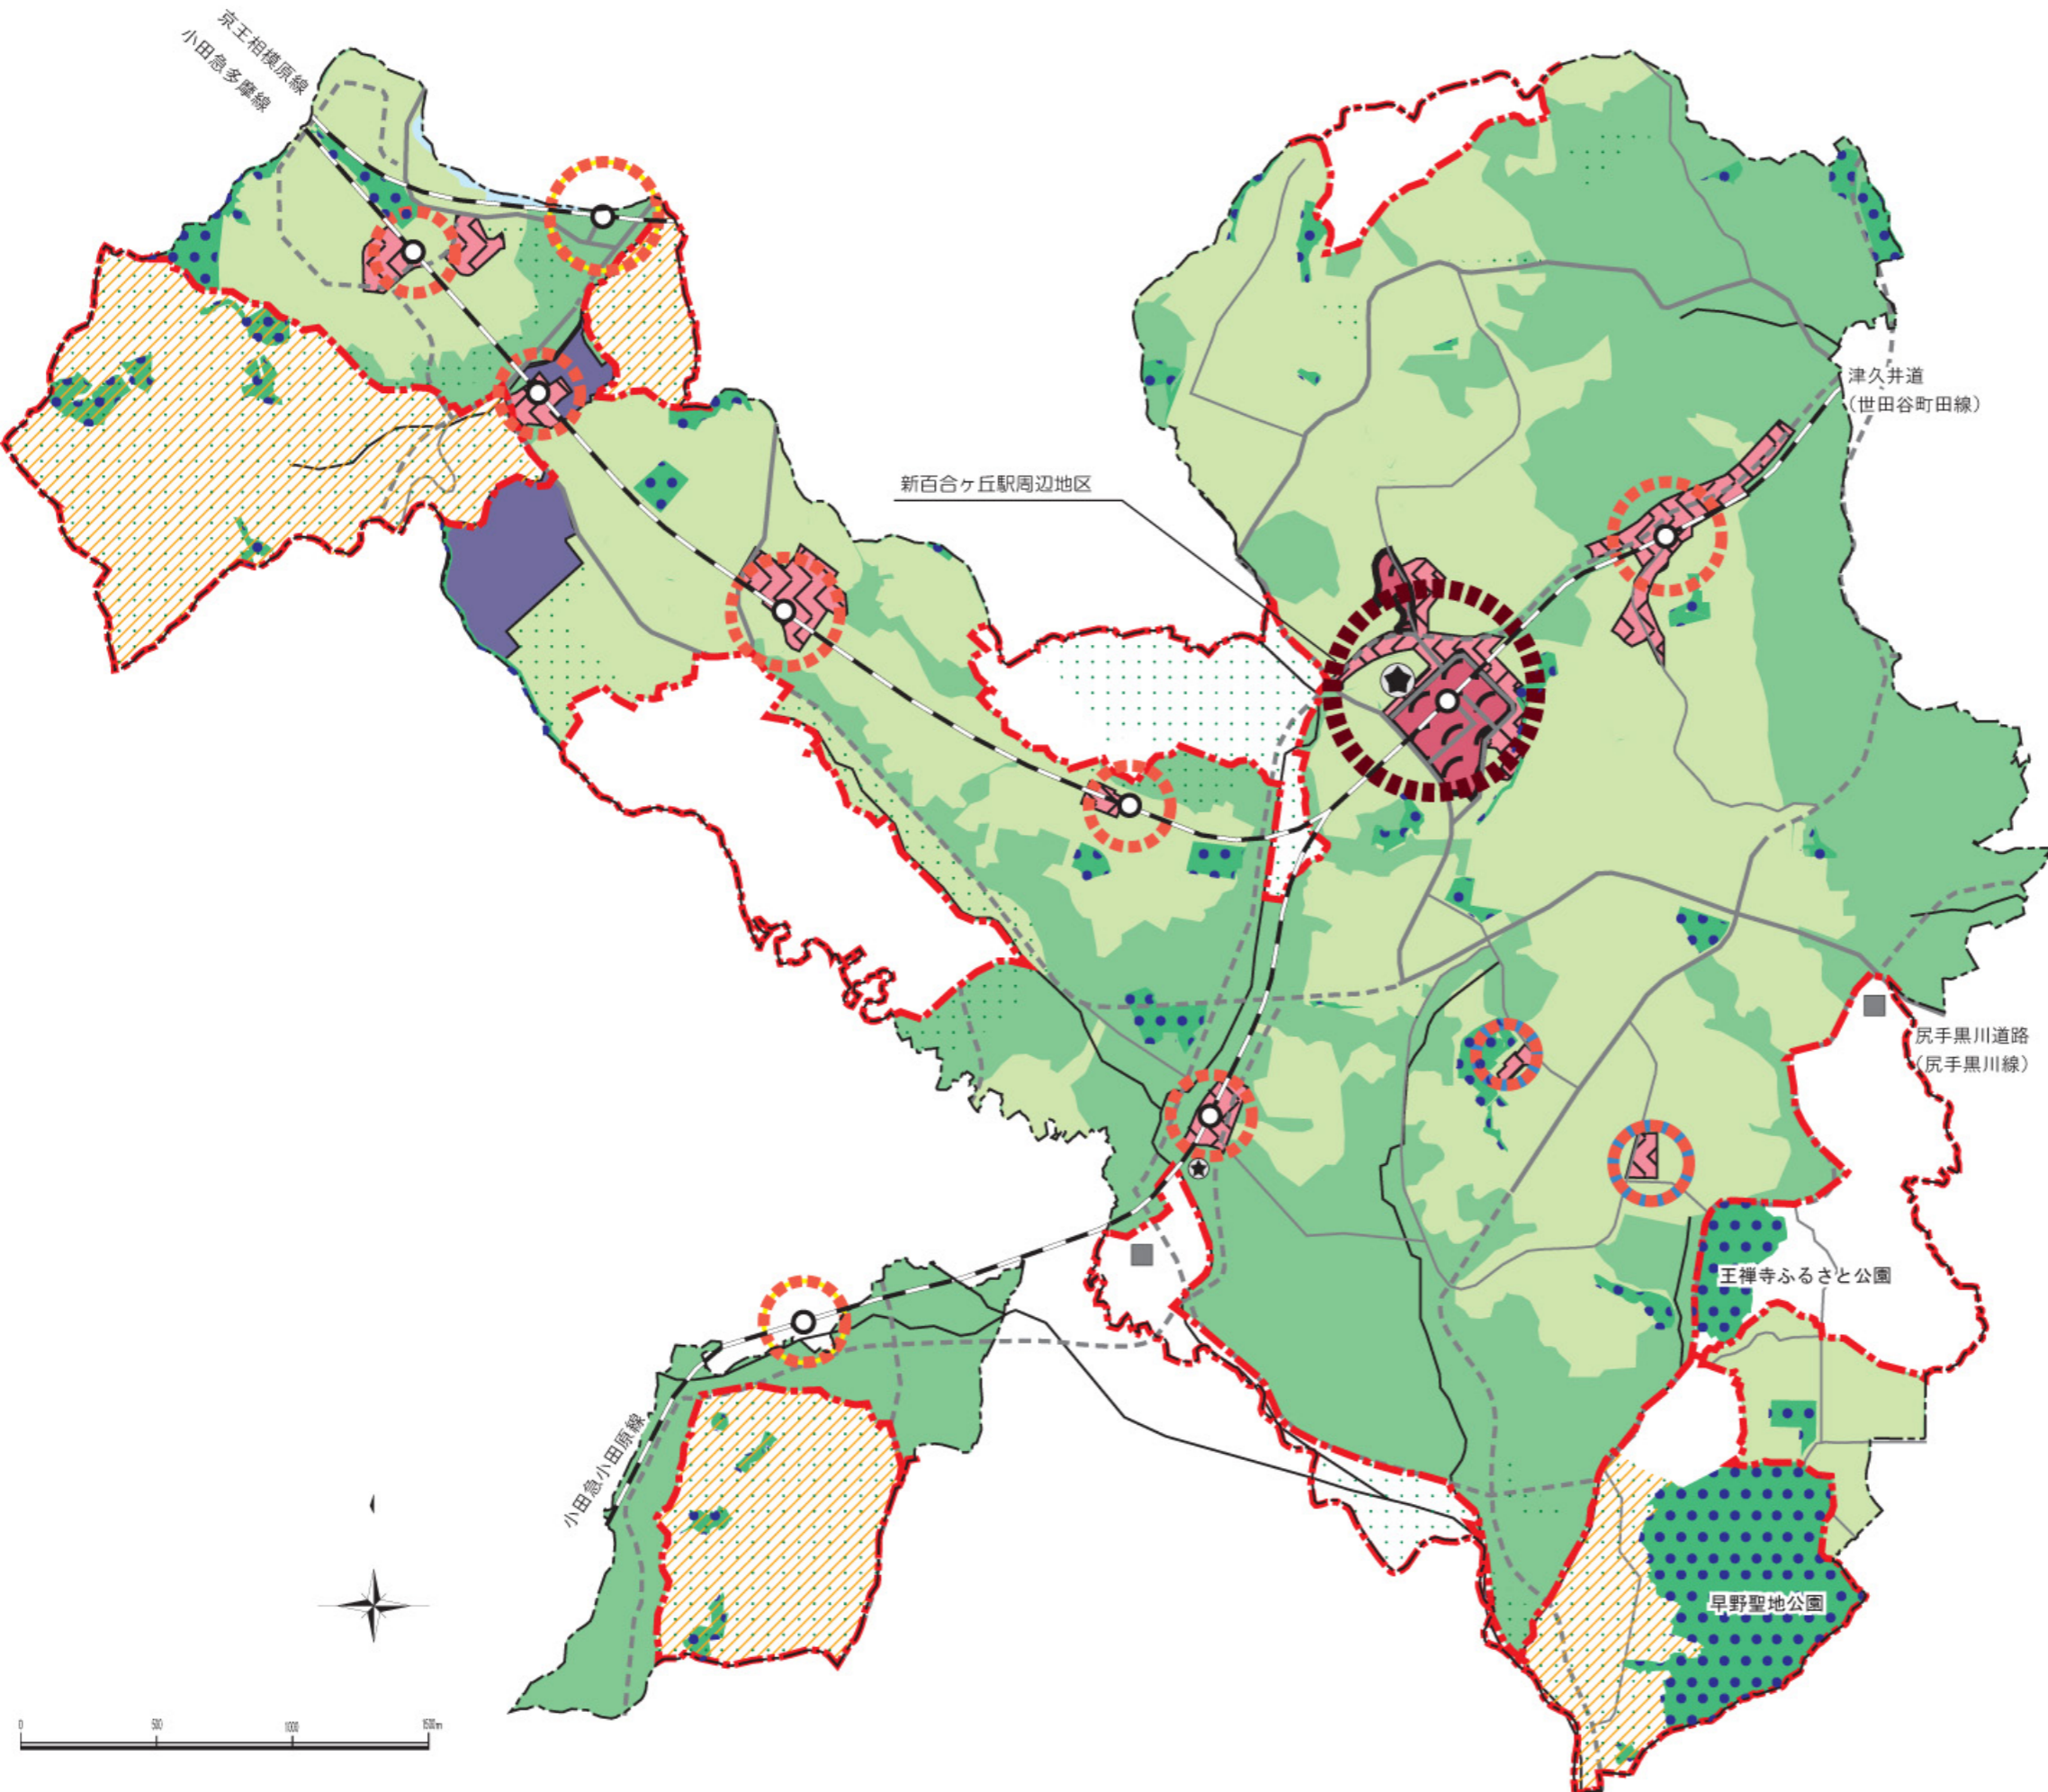 京王相模原線
小田急多摩線
津久井道
（世田谷町田線）
新百合ヶ丘駅周辺地区
尻手黒川道路
（尻手黒川線）
王禅寺ふるさと公園
小田急小田原線
早野聖地公園
0 500 1000 1500m